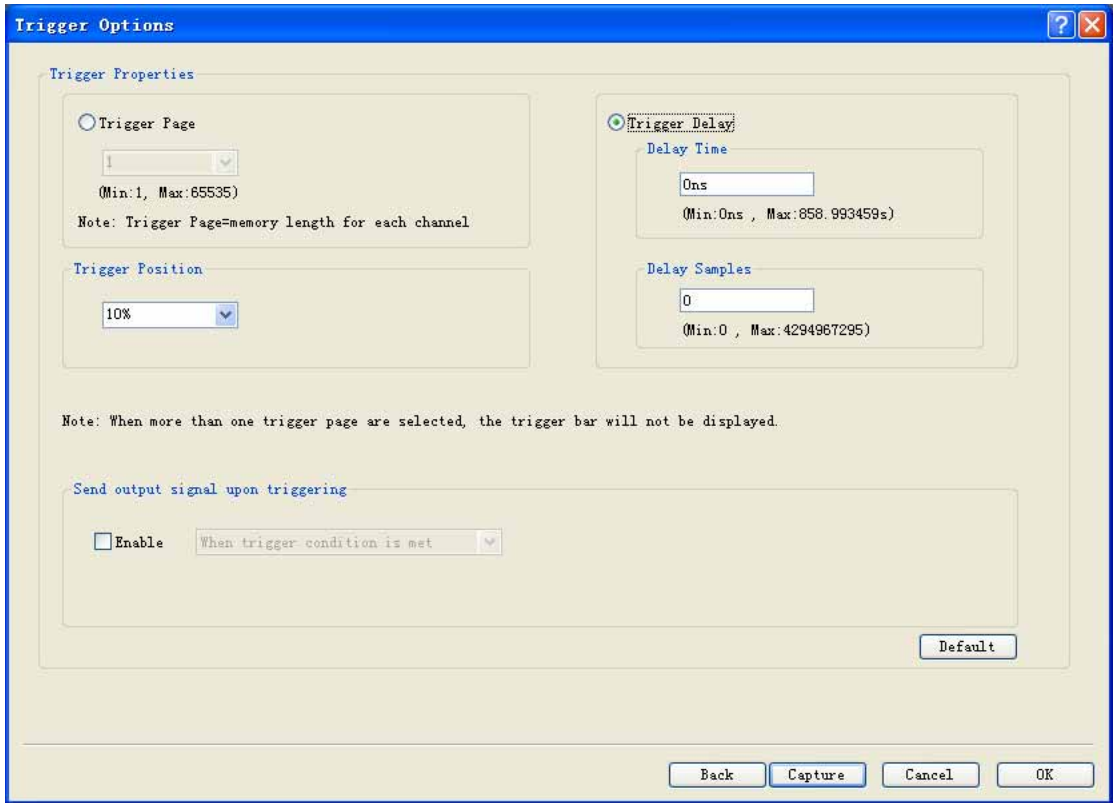 Trigger Options
Trigger Properties
Trigger Page
1
(Min:1, Max:65535)
Note: Trigger Page=memory length for each channel
Trigger Position
10%
Trigger Delay
Delay Time
0ns
(Min:0ns , Max:858.993459s)
Delay Samples
0
(Min:0 , Max:4294967295)
Note: When more than one trigger page are selected, the trigger bar will not be displayed.
Send output signal upon triggering
Enable
When trigger condition is met
Default
Back
Capture
Cancel
OK